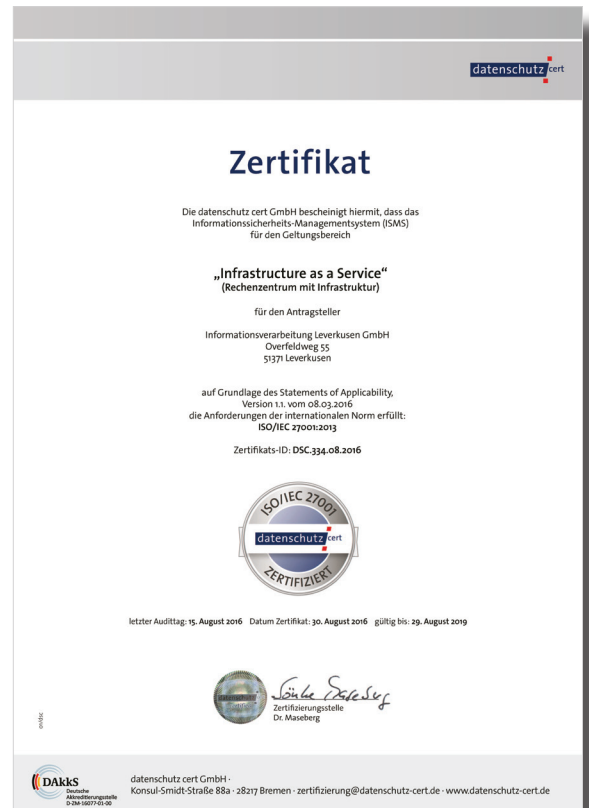 datenschutz cert
Zertifikat
Die datenschutz cert GmbH bescheinigt hiermit, dass das
Informationssicherheits-Managementsystem (ISMS)
für den Geltungsbereich
„Infrastructure as a Service“
(Rechenzentrum mit Infrastruktur)
für den Antragsteller
Informationsverarbeitung Leverkusen GmbH
Overfeldweg 55
51371 Leverkusen
auf Grundlage des Statements of Applicability,
Version 1.1. vom 08.03.2016
die Anforderungen der internationalen Norm erfüllt:
ISO/IEC 27001:2013
Zertifikats-ID: DSC.334.08.2016
ISO/IEC 27001
datenschutz cert
ZERTIFIZIERT
letzter Audittag: 15. August 2016 Datum Zertifikat: 30. August 2016 gültig bis: 29. August 2019
Zertifizierungsstelle
Dr. Maseberg
DAkkS
Deutsche
Akkreditierungsstelle
D-ZM-16077-01-00
datenschutz cert GmbH ·
Konsul-Smidt-Straße 88a · 28217 Bremen · zertifizierung@datenschutz-cert.de · www.datenschutz-cert.de